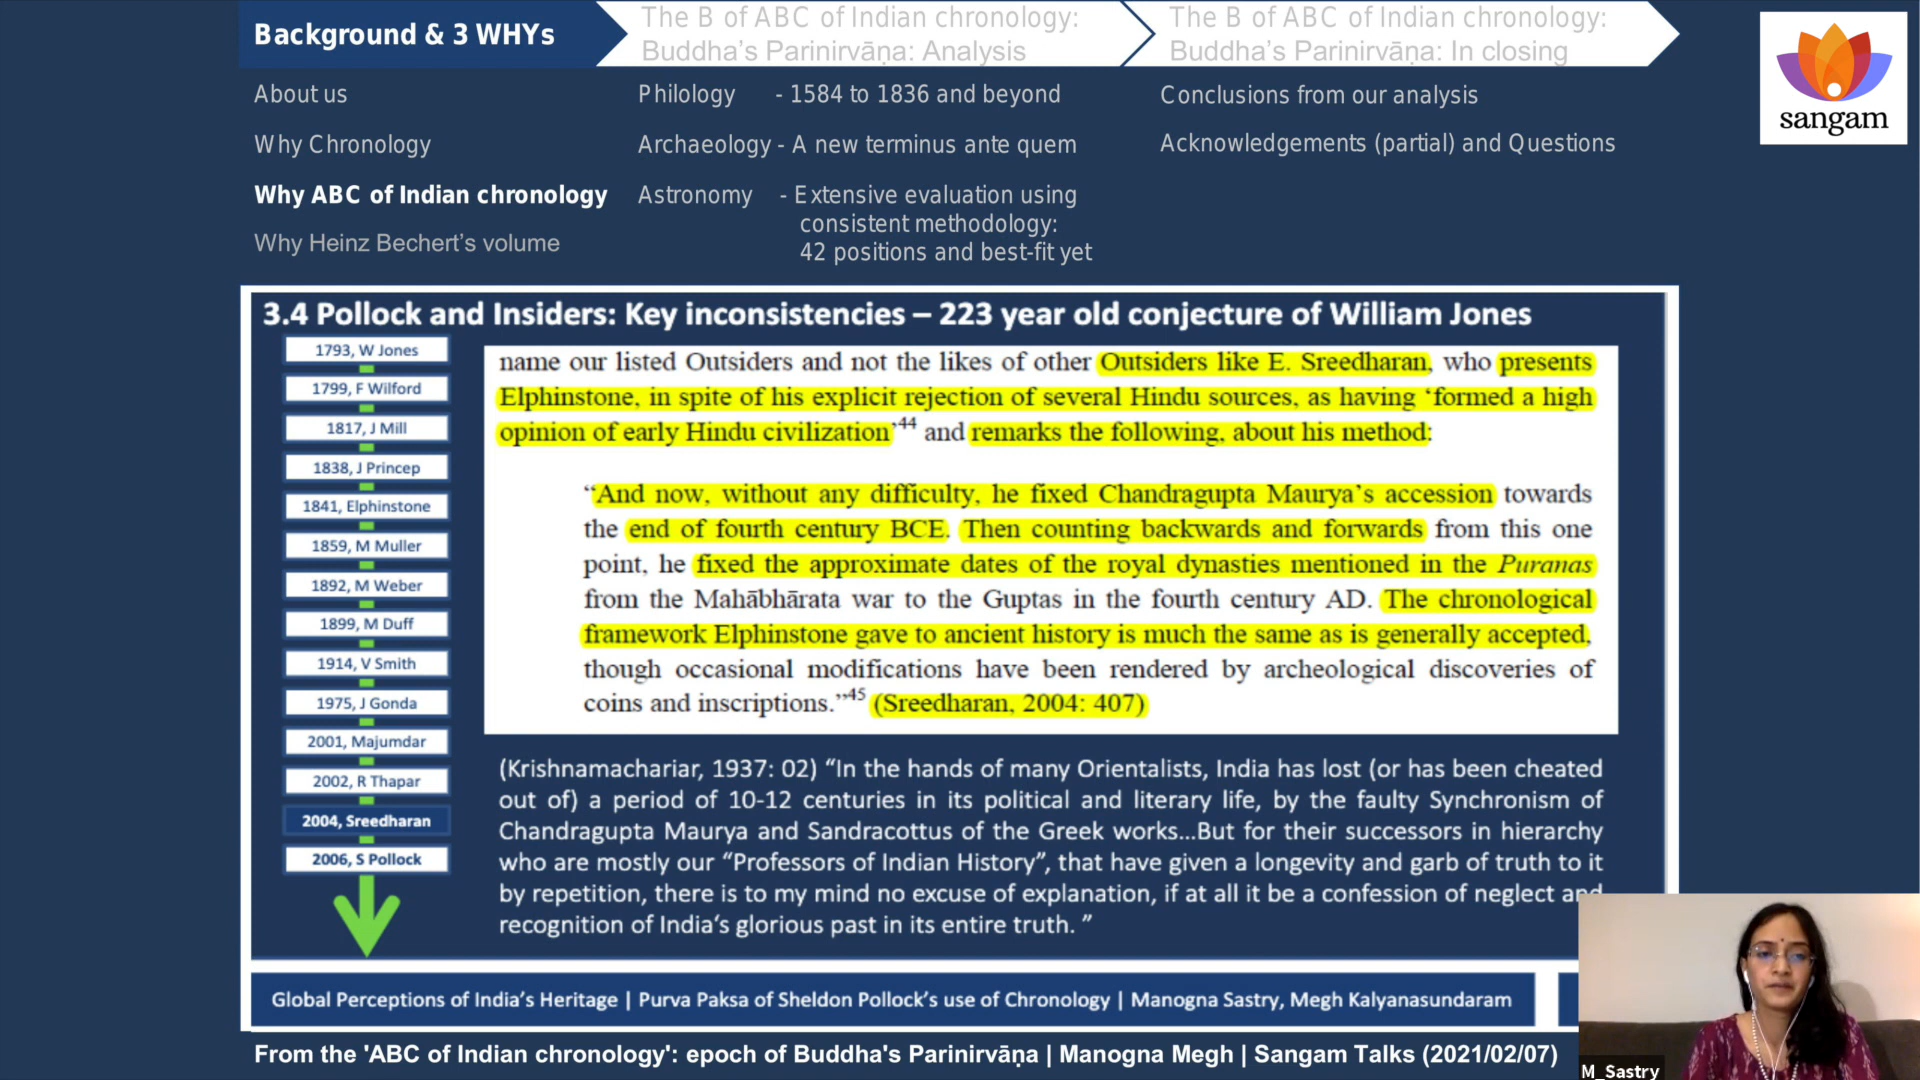 Background & 3 WHYs
The B of ABC of Indian chronology:
Buddha's Parinirvāṇa: Analysis
The B of ABC of Indian chronology:
Buddha's Parinirvāṇa: In closing
sangam
About us
Why Chronology
Why ABC of Indian chronology
Why Heinz Bechert's volume
Philology - 1584 to 1836 and beyond
Archaeology - A new terminus ante quem
Astronomy - Extensive evaluation using
consistent methodology:
42 positions and best-fit yet
Conclusions from our analysis
Acknowledgements (partial) and Questions
3.4 Pollock and Insiders: Key inconsistencies – 223 year old conjecture of William Jones
1793, W Jones
1799, F Wilford
1817, J Mill
1838, J Princep
1841, Elphinstone
1859, M Muller
1892, M Weber
1899, M Duff
1914, V Smith
1975, J Gonda
2001, Majumdar
2002, R Thapar
2004, Sreedharan
2006, S Pollock
name our listed Outsiders and not the likes of other Outsiders like E. Sreedharan, who presents
Elphinstone, in spite of his explicit rejection of several Hindu sources, as having 'formed a high
opinion of early Hindu civilization'44 and remarks the following, about his method:
"And now, without any difficulty, he fixed Chandragupta Maurya's accession towards
the end of fourth century BCE. Then counting backwards and forwards from this one
point, he fixed the approximate dates of the royal dynasties mentioned in the Puranas
from the Mahābhārata war to the Guptas in the fourth century AD. The chronological
framework Elphinstone gave to ancient history is much the same as is generally accepted,
though occasional modifications have been rendered by archeological discoveries of
coins and inscriptions."45 (Sreedharan, 2004: 407)
(Krishnamachariar, 1937: 02) "In the hands of many Orientalists, India has lost (or has been cheated
out of) a period of 10-12 centuries in its political and literary life, by the faulty Synchronism of
Chandragupta Maurya and Sandracottus of the Greek works...But for their successors in hierarchy
who are mostly our "Professors of Indian History", that have given a longevity and garb of truth to it
by repetition, there is to my mind no excuse of explanation, if at all it be a confession of neglect and
recognition of India's glorious past in its entire truth. "
Global Perceptions of India's Heritage | Purva Paksa of Sheldon Pollock's use of Chronology | Manogna Sastry, Megh Kalyanasundaram
From the 'ABC of Indian chronology': epoch of Buddha's Parinirvāṇa | Manogna Megh | Sangam Talks (2021/02/07)
M_Sastry